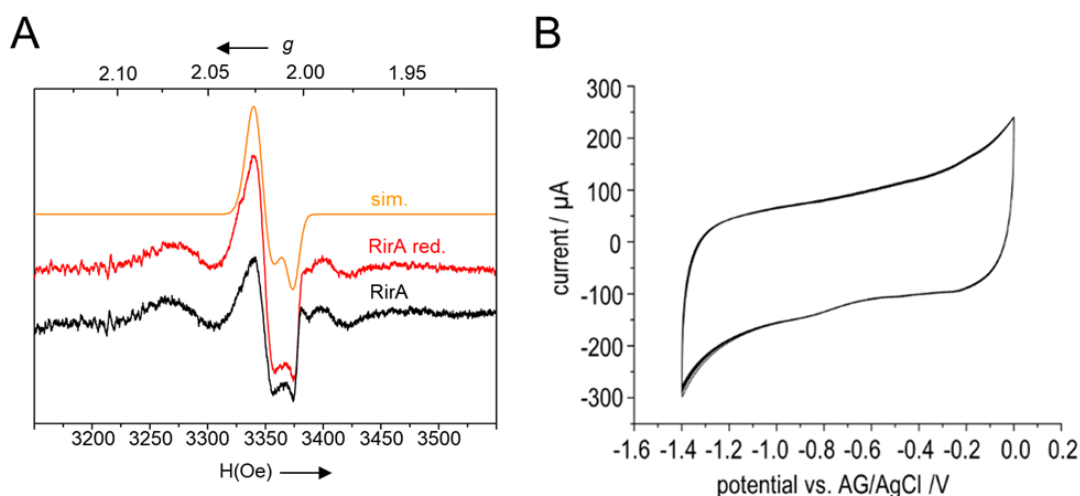 A
g
2.10 2.05 2.00 1.95
sim.
RirA red.
RirA
3200 3250 3300 3350 3400 3450 3500
H(Oe)
B
300
200
100
0
-100
-200
-300
current / µA
-1.6 -1.4 -1.2 -1.0 -0.8 -0.6 -0.4 -0.2 0.0 0.2
potential vs. AG/AgCl /V